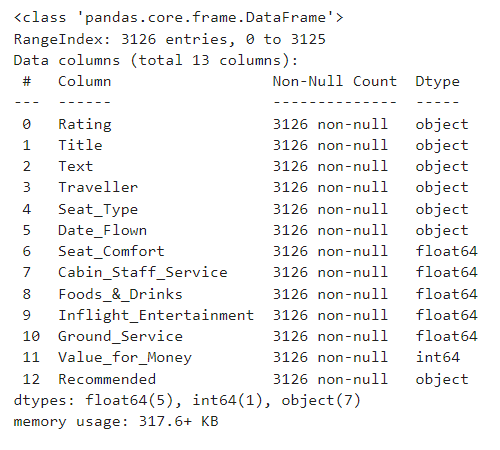 <class 'pandas.core.frame.DataFrame'>
RangeIndex: 3126 entries, 0 to 3125
Data columns (total 13 columns):
 #   Column                  Non-Null Count  Dtype
---  ------                  --------------  -----
 0   Rating                  3126 non-null   object
 1   Title                   3126 non-null   object
 2   Text                    3126 non-null   object
 3   Traveller               3126 non-null   object
 4   Seat_Type               3126 non-null   object
 5   Date_Flown              3126 non-null   object
 6   Seat_Comfort            3126 non-null   float64
 7   Cabin_Staff_Service     3126 non-null   float64
 8   Foods_&_Drinks          3126 non-null   float64
 9   Inflight_Entertainment  3126 non-null   float64
 10  Ground_Service          3126 non-null   float64
 11  Value_for_Money         3126 non-null   int64
 12  Recommended             3126 non-null   object
dtypes: float64(5), int64(1), object(7)
memory usage: 317.6+ KB